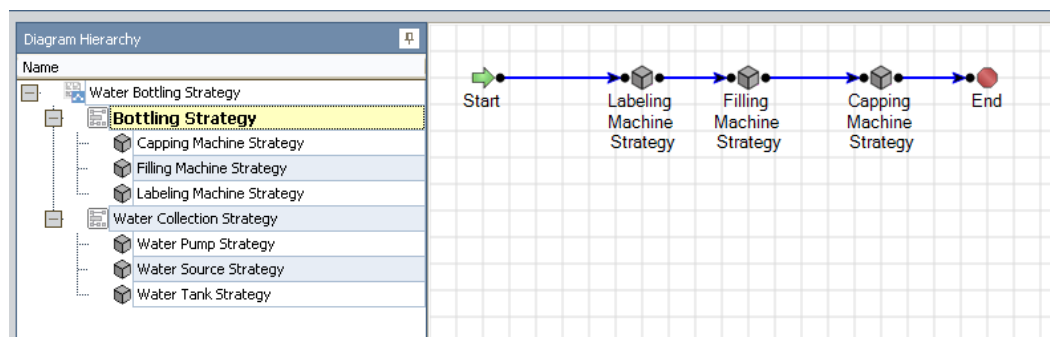 Diagram Hierarchy
Name
Water Bottling Strategy
Bottling Strategy
Capping Machine Strategy
Filling Machine Strategy
Labeling Machine Strategy
Water Collection Strategy
Water Pump Strategy
Water Source Strategy
Water Tank Strategy
Start
Labeling
Machine
Strategy
Filling
Machine
Strategy
Capping
Machine
Strategy
End